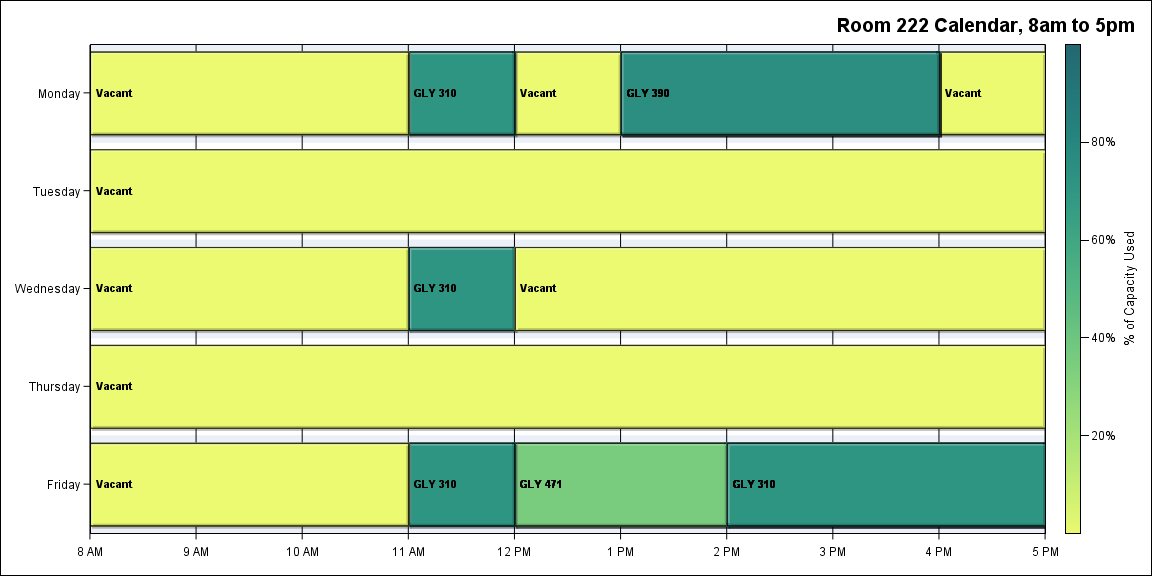 Room 222 Calendar, 8am to 5pm
Monday
Vacant
GLY 310
Vacant
GLY 390
Vacant
Tuesday
Vacant
Wednesday
Vacant
GLY 310
Vacant
Thursday
Vacant
Friday
Vacant
GLY 310
GLY 471
GLY 310
8 AM
9 AM
10 AM
11 AM
12 PM
1 PM
2 PM
3 PM
4 PM
5 PM
80%
60%
40%
20%
% of Capacity Used